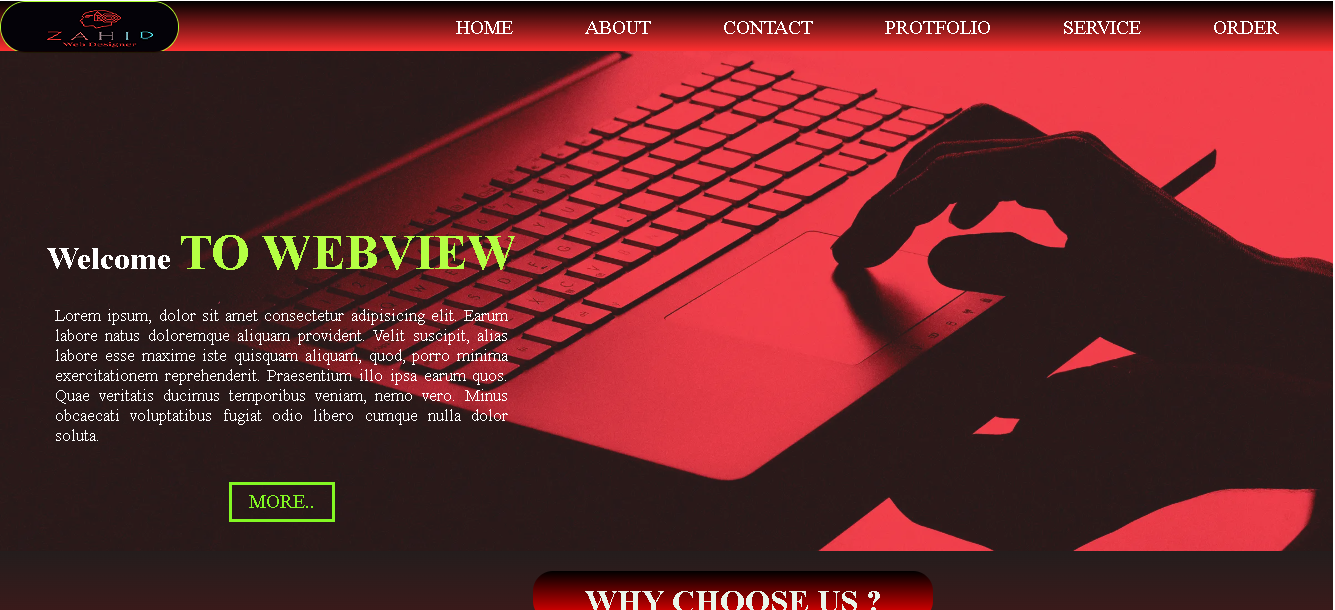 ZAHID
Web Designer
HOME ABOUT CONTACT PROTFOLIO SERVICE ORDER
Welcome TO WEBVIEW
Lorem ipsum, dolor sit amet consectetur adipisicing elit. Earum
labore natus doloremque aliquam provident. Velit suscipit, alias
labore esse maxime iste quisquam aliquam, quod, porro minima
exercitationem reprehenderit. Praesentium illo ipsa earum quos.
Quae veritatis ducimus temporibus veniam, nemo vero. Minus
obcaecati voluptatibus fugiat odio libero cumque nulla dolor
soluta.
MORE..
WHY CHOOSE US ?